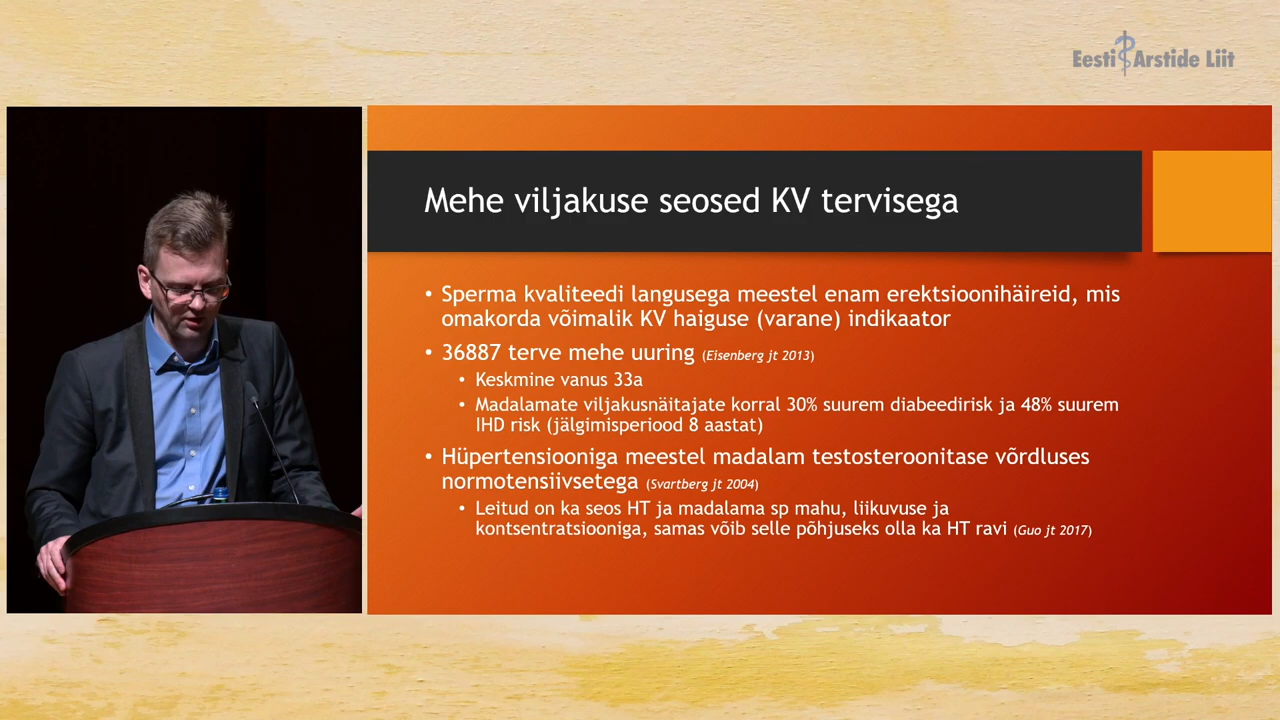 Eesti Arstide Liit
Mehe viljakuse seosed KV tervisega
• Sperma kvaliteedi langusega meestel enam erektsioonihäireid, mis
omakorda võimalik KV haiguse (varane) indikaator
• 36887 terve mehe uuring (Eisenberg jt 2013)
• Keskmine vanus 33a
• Madalamate viljakusnäitajate korral 30% suurem diabeedirisk ja 48% suurem
IHD risk (jälgimisperiood 8 aastat)
• Hüpertensiooniga meestel madalam testosteroonitase võrdluses
normotensiivsetega (Svartberg jt 2004)
• Leitud on ka seos HT ja madalama sp mahu, liikuvuse ja
kontsentratsiooniga, samas võib selle põhjuseks olla ka HT ravi (Guo jt 2017)